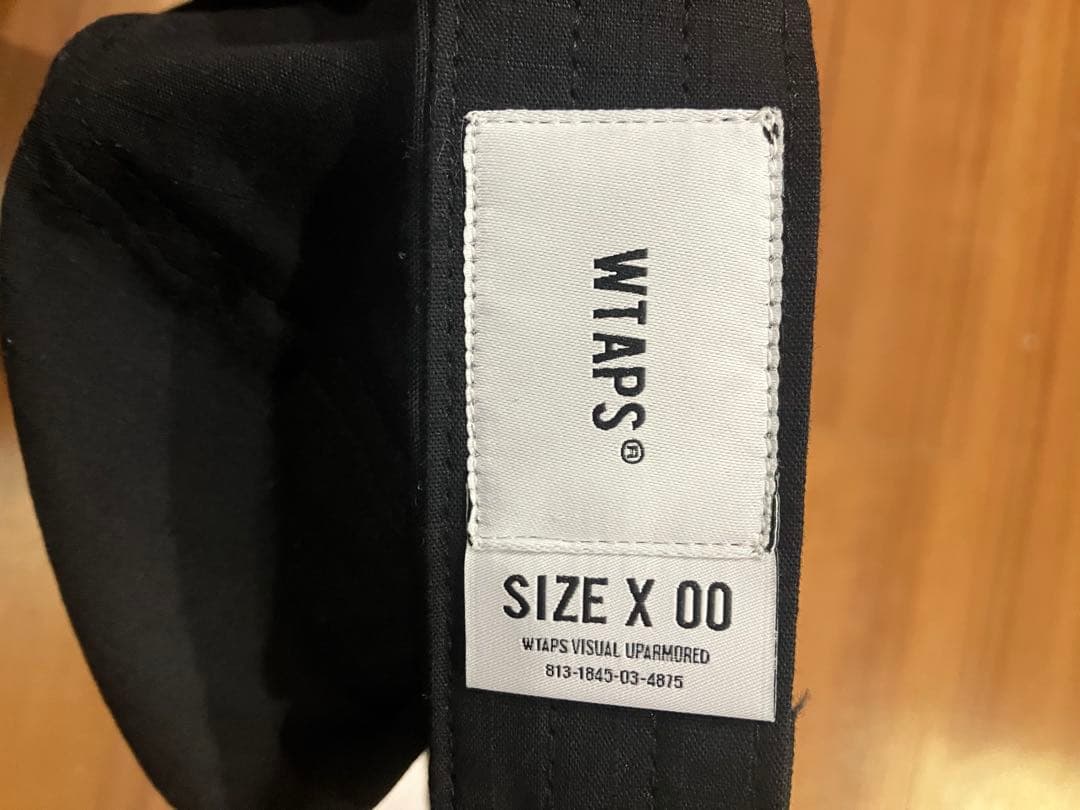 WTAPS®
SIZE X 00
WTAPS VISUAL UPARMORED
813-1845-03-4875